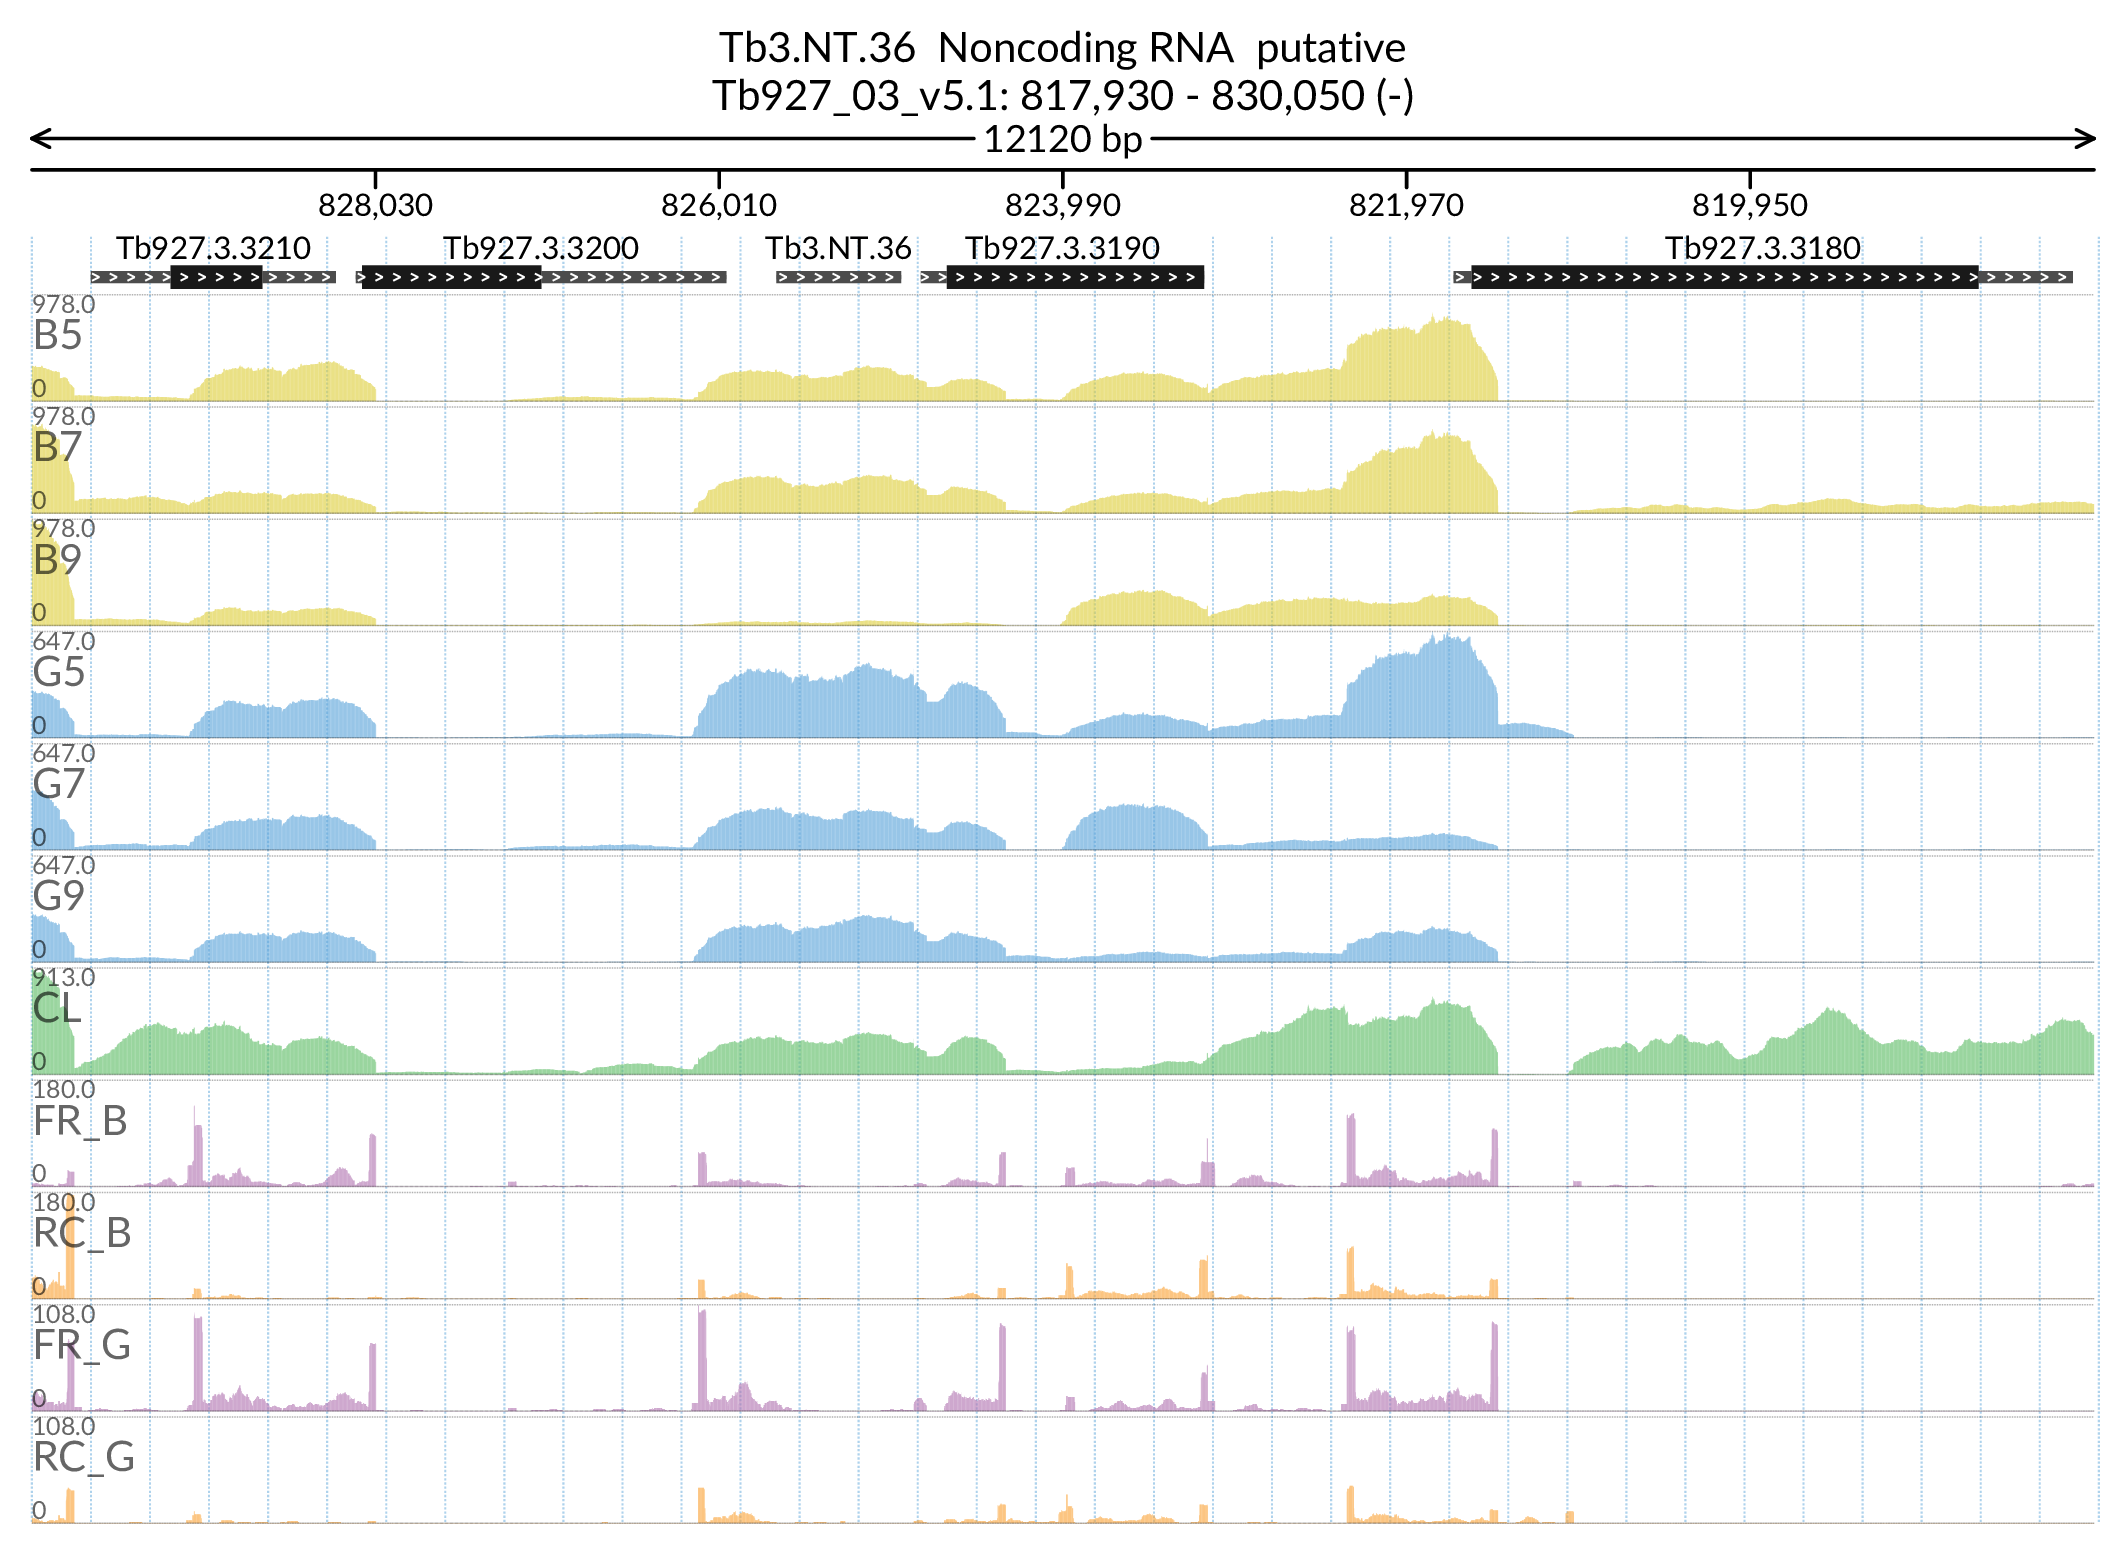 Tb3.NT.36 Noncoding RNA putative
Tb927_03_v5.1: 817,930 - 830,050 (-)
12120 bp
828,030 826,010 823,990 821,970 819,950
Tb927.3.3210 Tb927.3.3200 Tb3.NT.36 Tb927.3.3190 Tb927.3.3180
978.0
B5
0
978.0
B7
0
978.0
B9
0
647.0
G5
0
647.0
G7
0
647.0
G9
0
913.0
CL
0
180.0
FR_B
0
180.0
RC_B
0
108.0
FR_G
0
108.0
RC_G
0